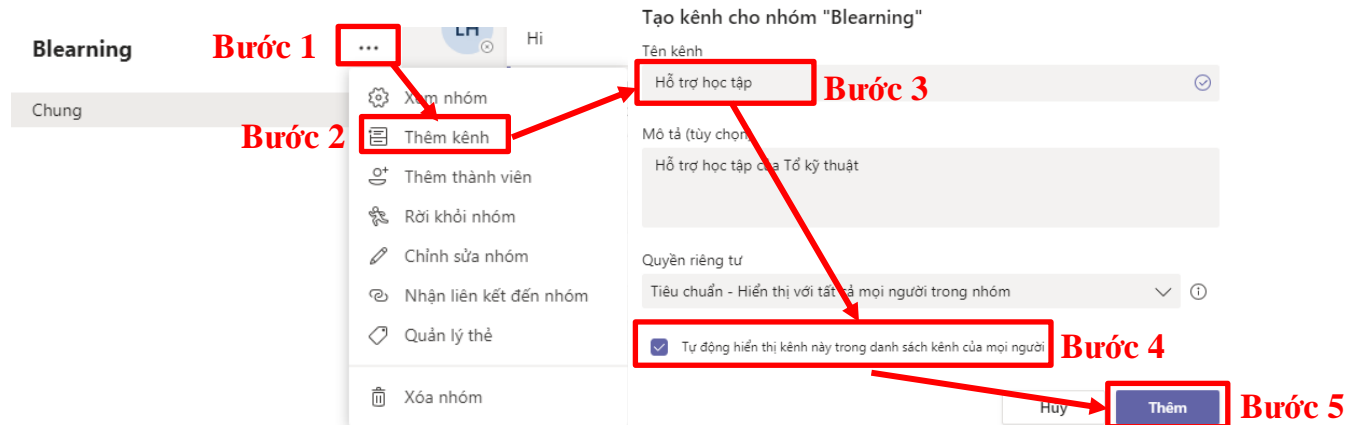 Blearning
Bước 1
...
LH
Hi
Chung
Xem nhóm
Bước 2
Thêm kênh
Thêm thành viên
Rời khỏi nhóm
Chỉnh sửa nhóm
Nhận liên kết đến nhóm
Quản lý thẻ
Xóa nhóm
Tạo kênh cho nhóm "Blearning"
Tên kênh
Hỗ trợ học tập
Bước 3
Mô tả (tùy chọn)
Hỗ trợ học tập của Tổ kỹ thuật
Quyền riêng tư
Tiêu chuẩn - Hiển thị với tất cả mọi người trong nhóm
Tự động hiển thị kênh này trong danh sách kênh của mọi người
Bước 4
Hủy
Thêm
Bước 5